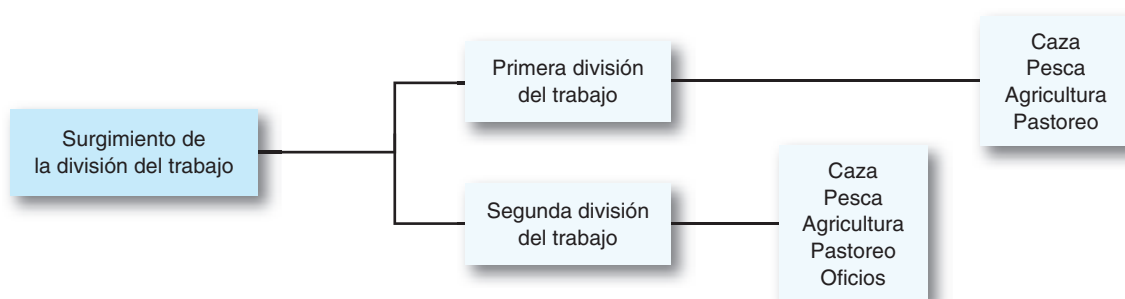 Surgimiento de
la división del trabajo
Primera división
del trabajo
Caza
Pesca
Agricultura
Pastoreo
Segunda división
del trabajo
Caza
Pesca
Agricultura
Pastoreo
Oficios